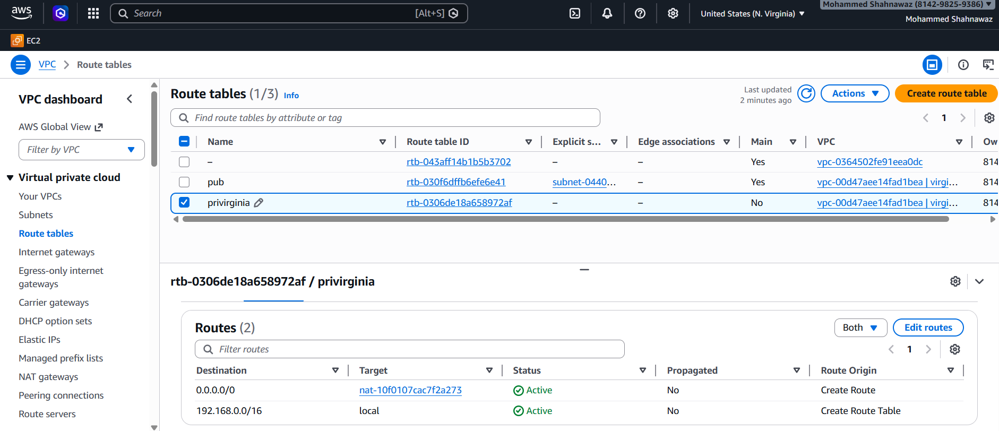 aws
Search [Alt+S]
United States (N. Virginia)
Mohammed Shahnawaz (8142-9825-9386)
Mohammed Shahnawaz
EC2
VPC > Route tables
VPC dashboard
AWS Global View
Filter by VPC
Virtual private cloud
Your VPCs
Subnets
Route tables
Internet gateways
Egress-only internet
gateways
Carrier gateways
DHCP option sets
Elastic IPs
Managed prefix lists
NAT gateways
Peering connections
Route servers
Route tables (1/3) Info
Last updated
2 minutes ago
Actions
Create route table
Find route tables by attribute or tag
1
Name Route table ID Explicit s... Edge associations Main VPC Ow
– rtb-043aff14b1b5b3702 – – Yes vpc-0364502fe91eea0dc 814
pub rtb-030f6dffb6efe6e41 subnet-0440... – Yes vpc-00d47aee14fad1bea | virgi... 814
privirginia rtb-0306de18a658972af – – No vpc-00d47aee14fad1bea | virgi... 814
rtb-0306de18a658972af / privirginia
Routes (2)
Both
Edit routes
Filter routes
1
Destination Target Status Propagated Route Origin
0.0.0.0/0 nat-10f0107cac7f2a273 Active No Create Route
192.168.0.0/16 local Active No Create Route Table